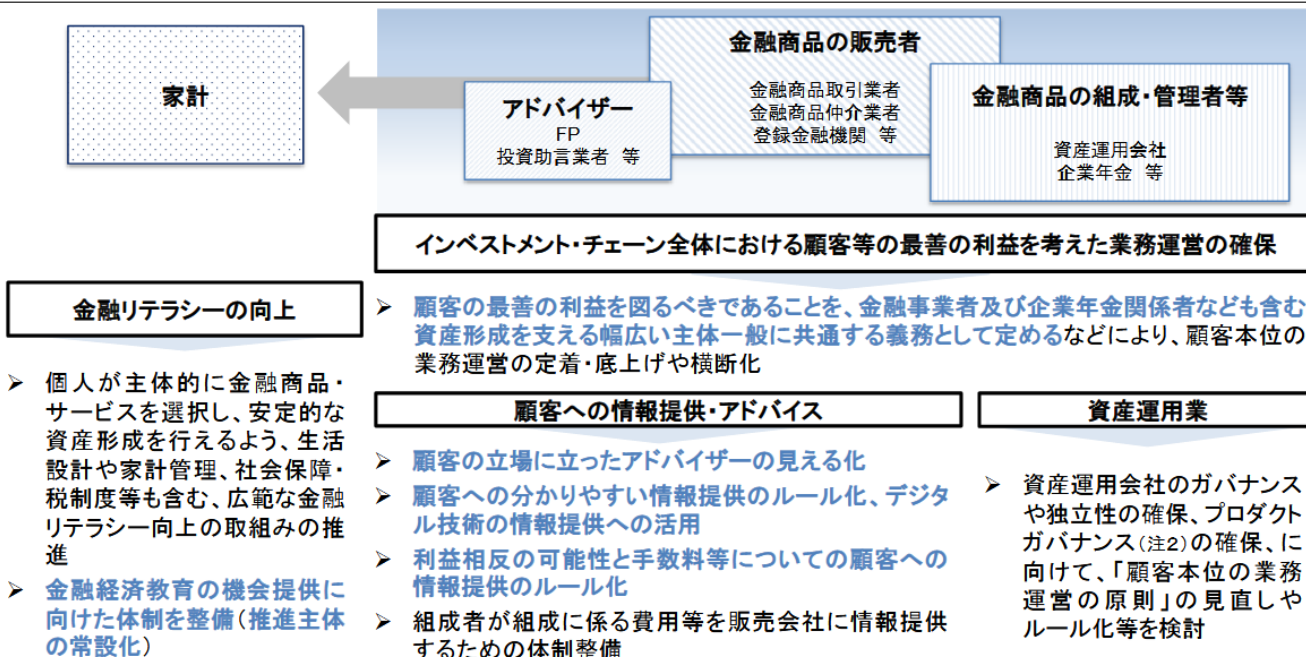 家計
アドバイザー
FP
投資助言業者 等
金融商品の販売者
金融商品取引業者
金融商品仲介業者
登録金融機関 等
金融商品の組成・管理者等
資産運用会社
企業年金 等
インベストメント・チェーン全体における顧客等の最善の利益を考えた業務運営の確保
➢ 顧客の最善の利益を図るべきであることを、金融事業者及び企業年金関係者なども含む
資産形成を支える幅広い主体一般に共通する義務として定めるなどにより、顧客本位の
業務運営の定着・底上げや横断化
金融リテラシーの向上
➢ 個人が主体的に金融商品・
サービスを選択し、安定的な
資産形成を行えるよう、生活
設計や家計管理、社会保障・
税制度等も含む、広範な金融
リテラシー向上の取組みの推
進
➢ 金融経済教育の機会提供に
向けた体制を整備(推進主体
の常設化)
顧客への情報提供・アドバイス
➢ 顧客の立場に立ったアドバイザーの見える化
➢ 顧客への分かりやすい情報提供のルール化、デジタ
ル技術の情報提供への活用
➢ 利益相反の可能性と手数料等についての顧客への
情報提供のルール化
➢ 組成者が組成に係る費用等を販売会社に情報提供
するための体制整備
資産運用業
➢ 資産運用会社のガバナンス
や独立性の確保、プロダクト
ガバナンス(注2)の確保、に
向けて、「顧客本位の業務
運営の原則」の見直しや
ルール化等を検討